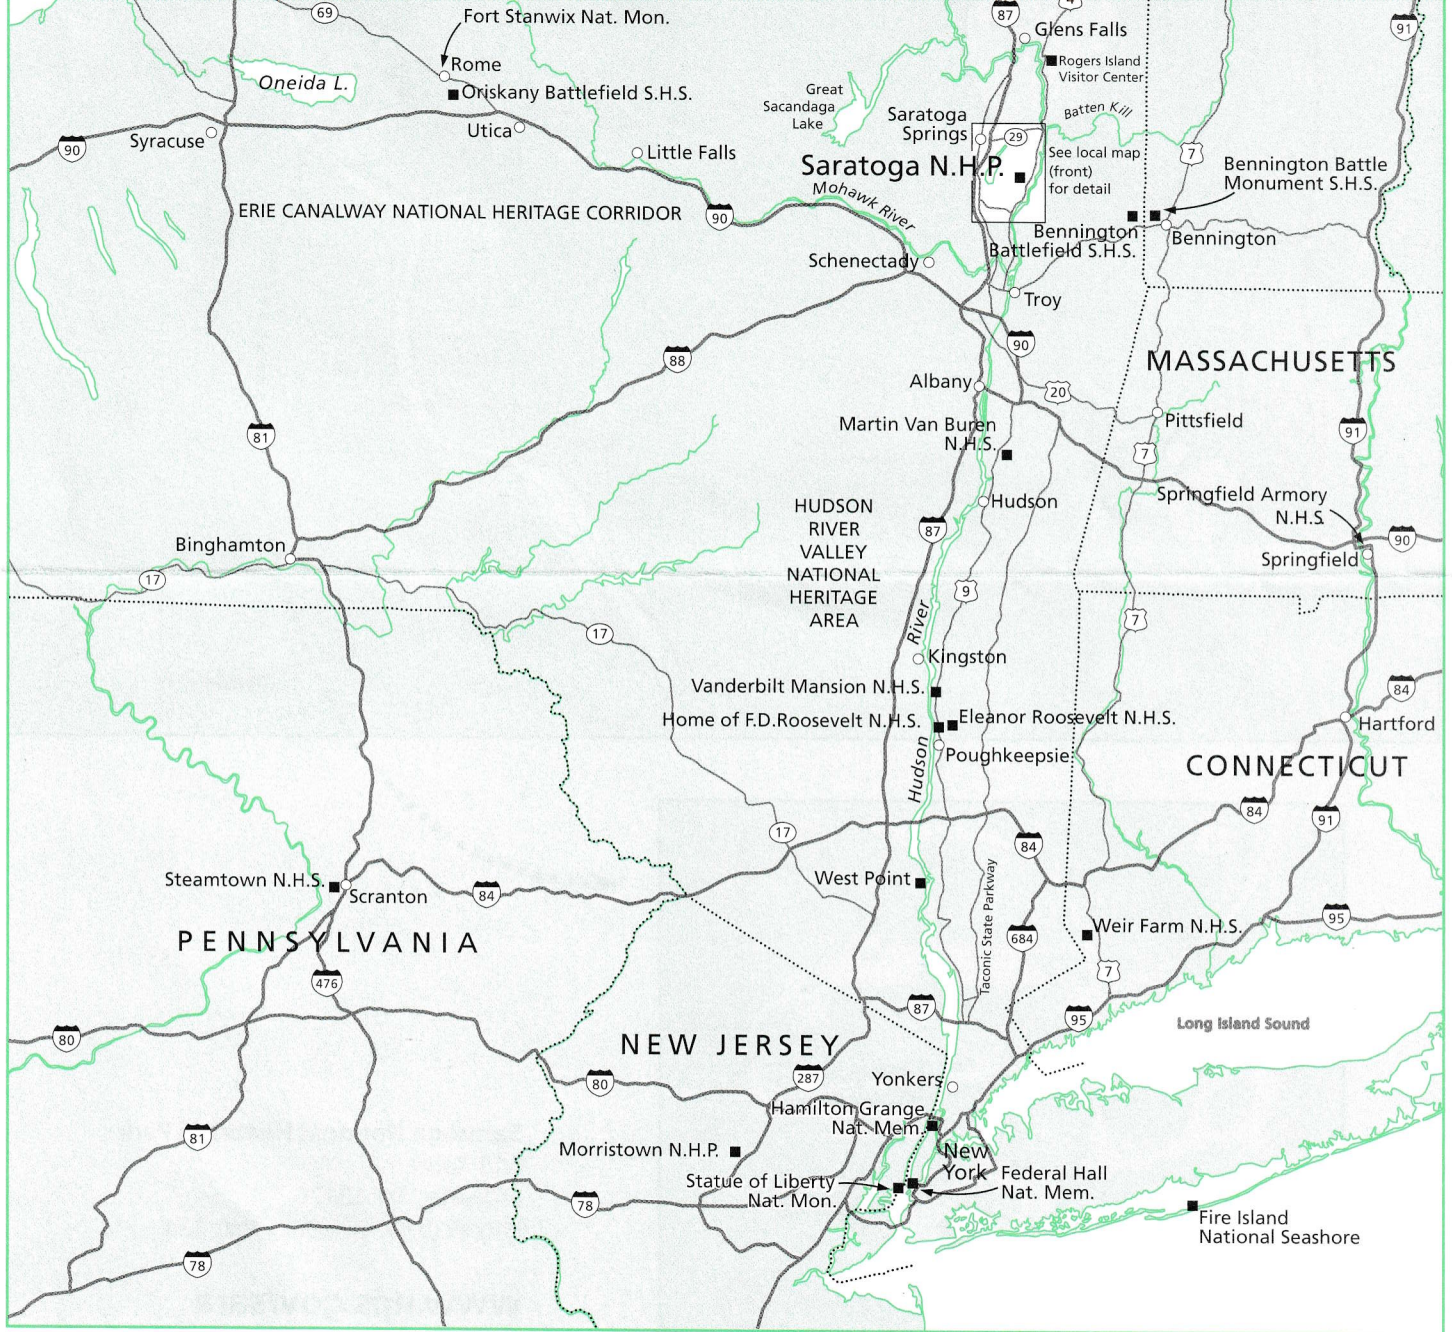 69
Fort Stanwix Nat. Mon.
87
4
Glens Falls
91
Rome
Rogers Island
Visitor Center
Oneida L.
Oriskany Battlefield S.H.S.
Great
Sacandaga
Lake
Saratoga
Springs
Batten Kill
Syracuse
90
Utica
29
Little Falls
See local map
(front)
for detail
7
Bennington Battle
Monument S.H.S.
Saratoga N.H.P.
Mohawk River
ERIE CANALWAY NATIONAL HERITAGE CORRIDOR
90
Bennington
Battlefield S.H.S.
Bennington
Schenectady
Troy
88
90
MASSACHUSETTS
Albany
20
Pittsfield
81
Martin Van Buren
N.H.S.
91
7
Hudson
Springfield Armory
N.H.S.
HUDSON
RIVER
VALLEY
NATIONAL
HERITAGE
AREA
87
90
Binghamton
Springfield
17
9
River
17
7
Kingston
Vanderbilt Mansion N.H.S.
84
Home of F.D.Roosevelt N.H.S.
Eleanor Roosevelt N.H.S.
Hartford
Hudson
Poughkeepsie
CONNECTICUT
84
91
17
84
Steamtown N.H.S.
Scranton
84
West Point
Taconic State Parkway
95
Weir Farm N.H.S.
684
PENNSYLVANIA
476
7
87
95
Long Island Sound
80
NEW JERSEY
80
287
Yonkers
Hamilton Grange
Nat. Mem.
81
Morristown N.H.P.
New
York
Statue of Liberty
Nat. Mon.
Federal Hall
Nat. Mem.
78
Fire Island
National Seashore
78